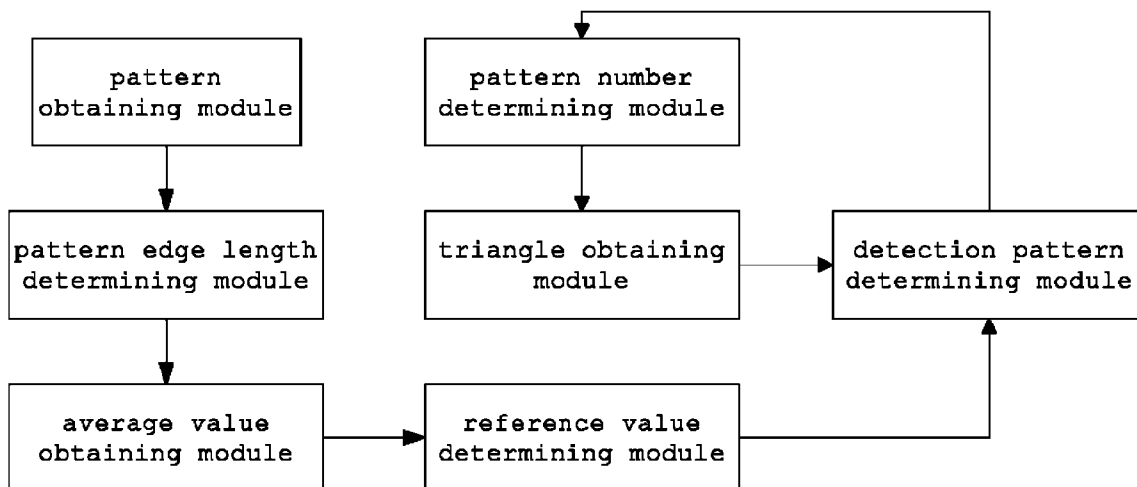 pattern
obtaining module
pattern number
determining module
pattern edge length
determining module
triangle obtaining
module
detection pattern
determining module
average value
obtaining module
reference value
determining module